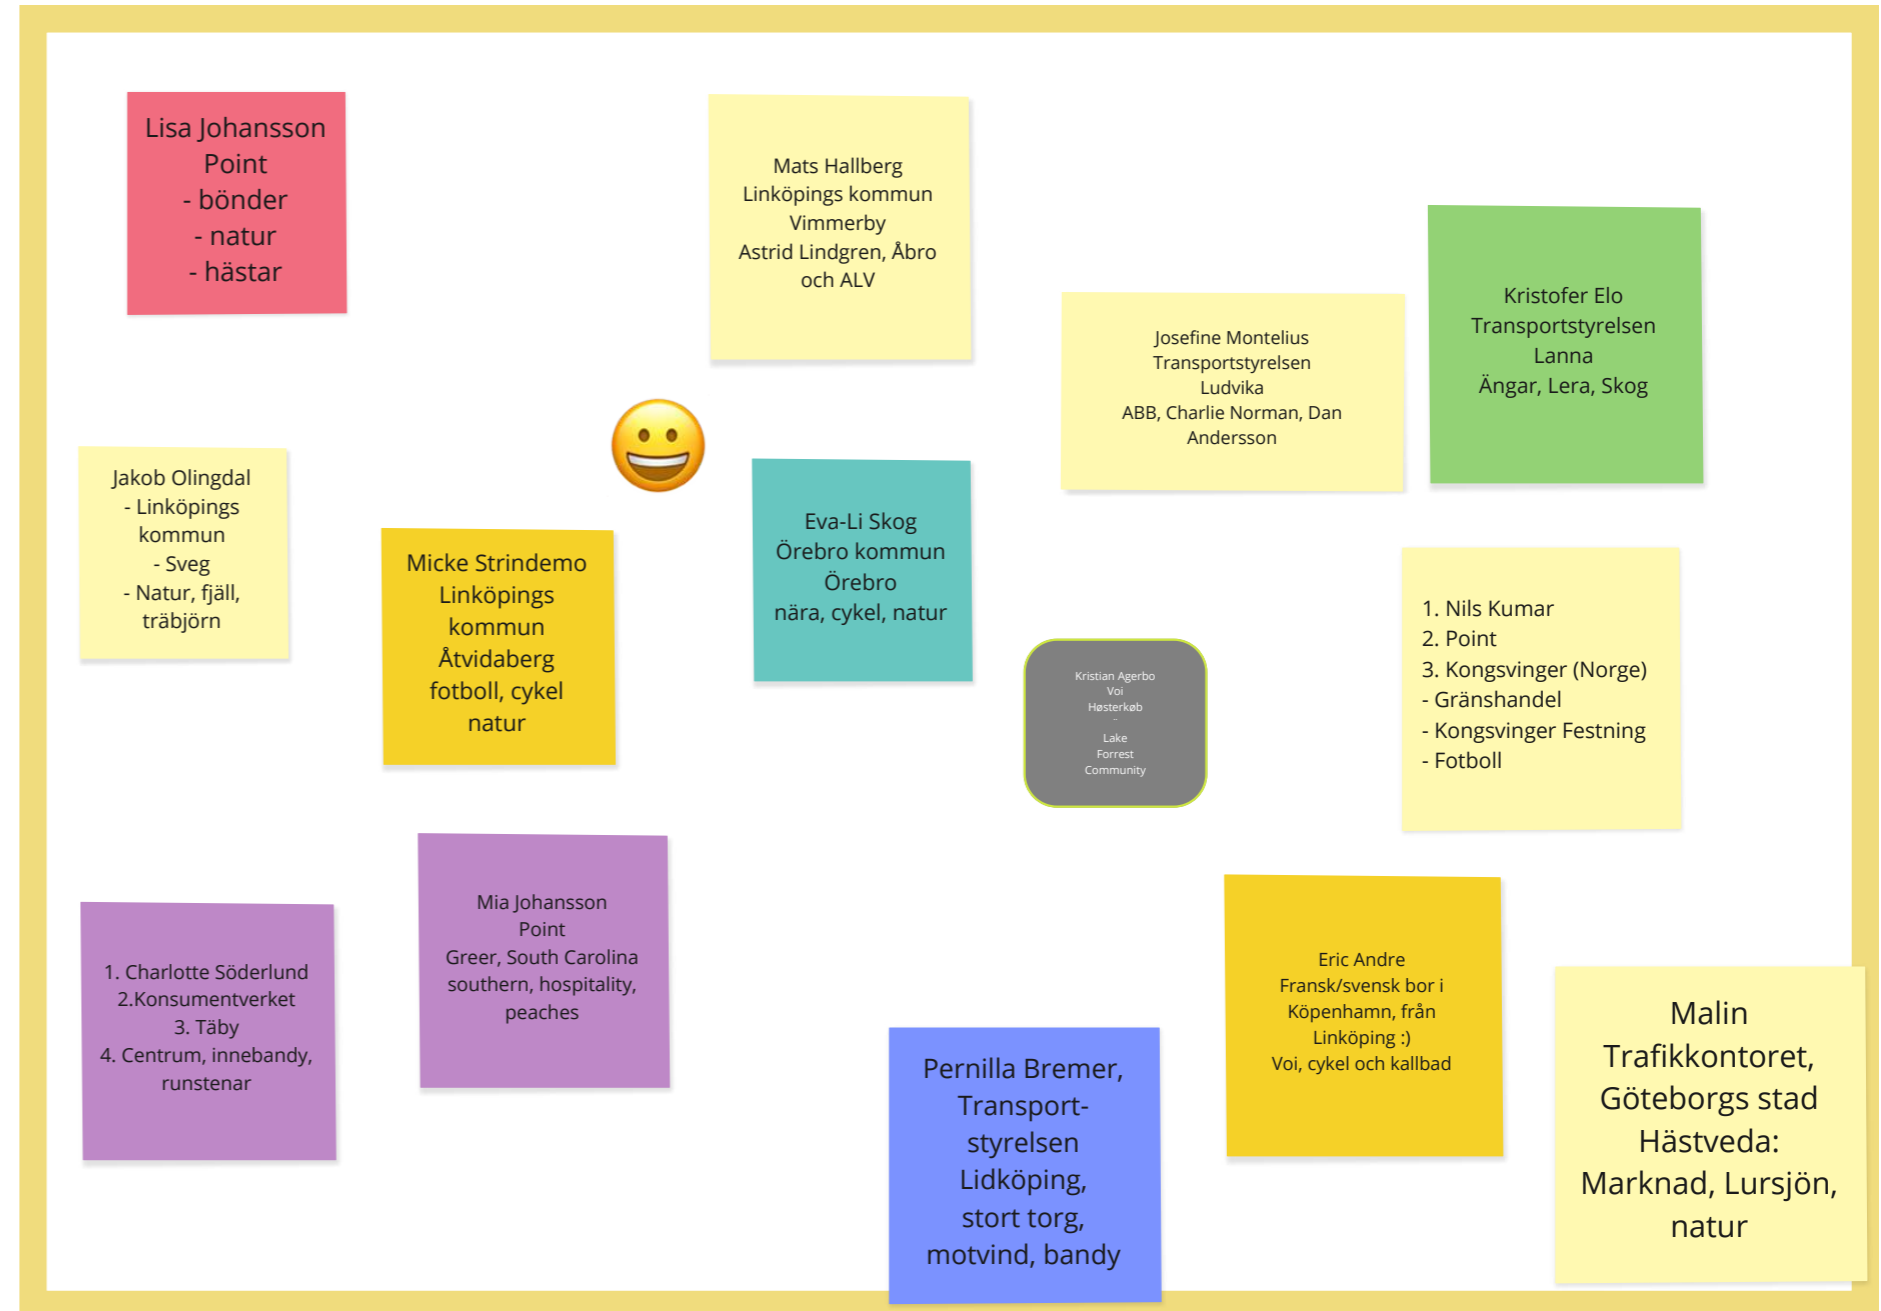 Lisa Johansson
Point
- bönder
- natur
- hästar
Mats Hallberg
Linköpings kommun
Vimmerby
Astrid Lindgren, Åbro
och ALV
Josefine Montelius
Transportstyrelsen
Ludvika
ABB, Charlie Norman, Dan
Andersson
Kristofer Elo
Transportstyrelsen
Lanna
Ängar, Lera, Skog
Jakob Olingdal
- Linköpings
kommun
- Sveg
- Natur, fjäll,
träbjörn
Micke Strindemo
Linköpings
kommun
Åtvidaberg
fotboll, cykel
natur
Eva-Li Skog
Örebro kommun
Örebro
nära, cykel, natur
Kristian Agerbo
Voi
Høsterkøb
-
Lake
Forrest
Community
1. Nils Kumar
2. Point
3. Kongsvinger (Norge)
- Gränshandel
- Kongsvinger Festning
- Fotboll
1. Charlotte Söderlund
2.Konsumentverket
3. Täby
4. Centrum, innebandy,
runstenar
Mia Johansson
Point
Greer, South Carolina
southern, hospitality,
peaches
Pernilla Bremer,
Transport-
styrelsen
Lidköping,
stort torg,
motvind, bandy
Eric Andre
Fransk/svensk bor i
Köpenhamn, från
Linköping :)
Voi, cykel och kallbad
Malin
Trafikkontoret,
Göteborgs stad
Hästveda:
Marknad, Lursjön,
natur